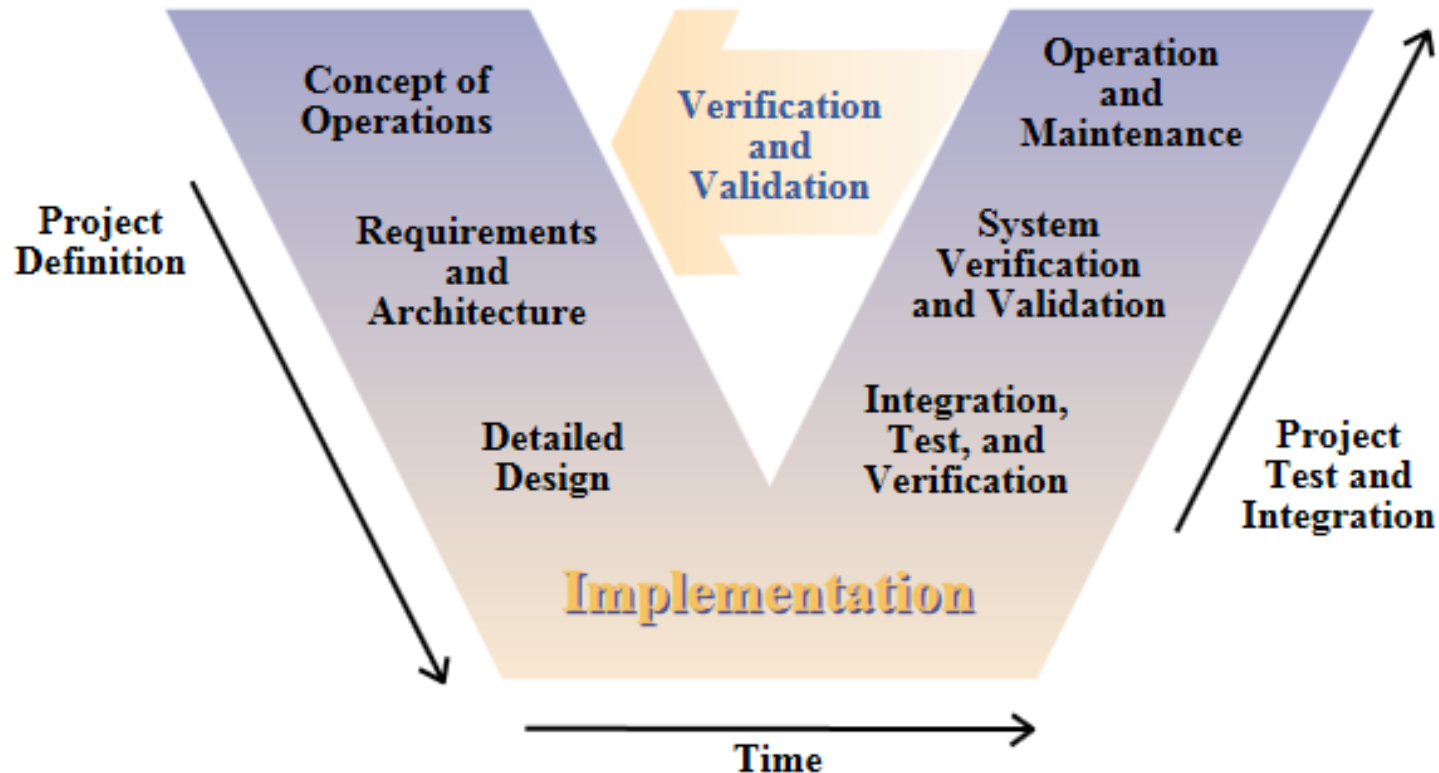 Concept of
Operations
Verification
and
Validation
Operation
and
Maintenance
Project
Definition
Requirements
and
Architecture
System
Verification
and Validation
Detailed
Design
Integration,
Test, and
Verification
Project
Test and
Integration
Implementation
Time